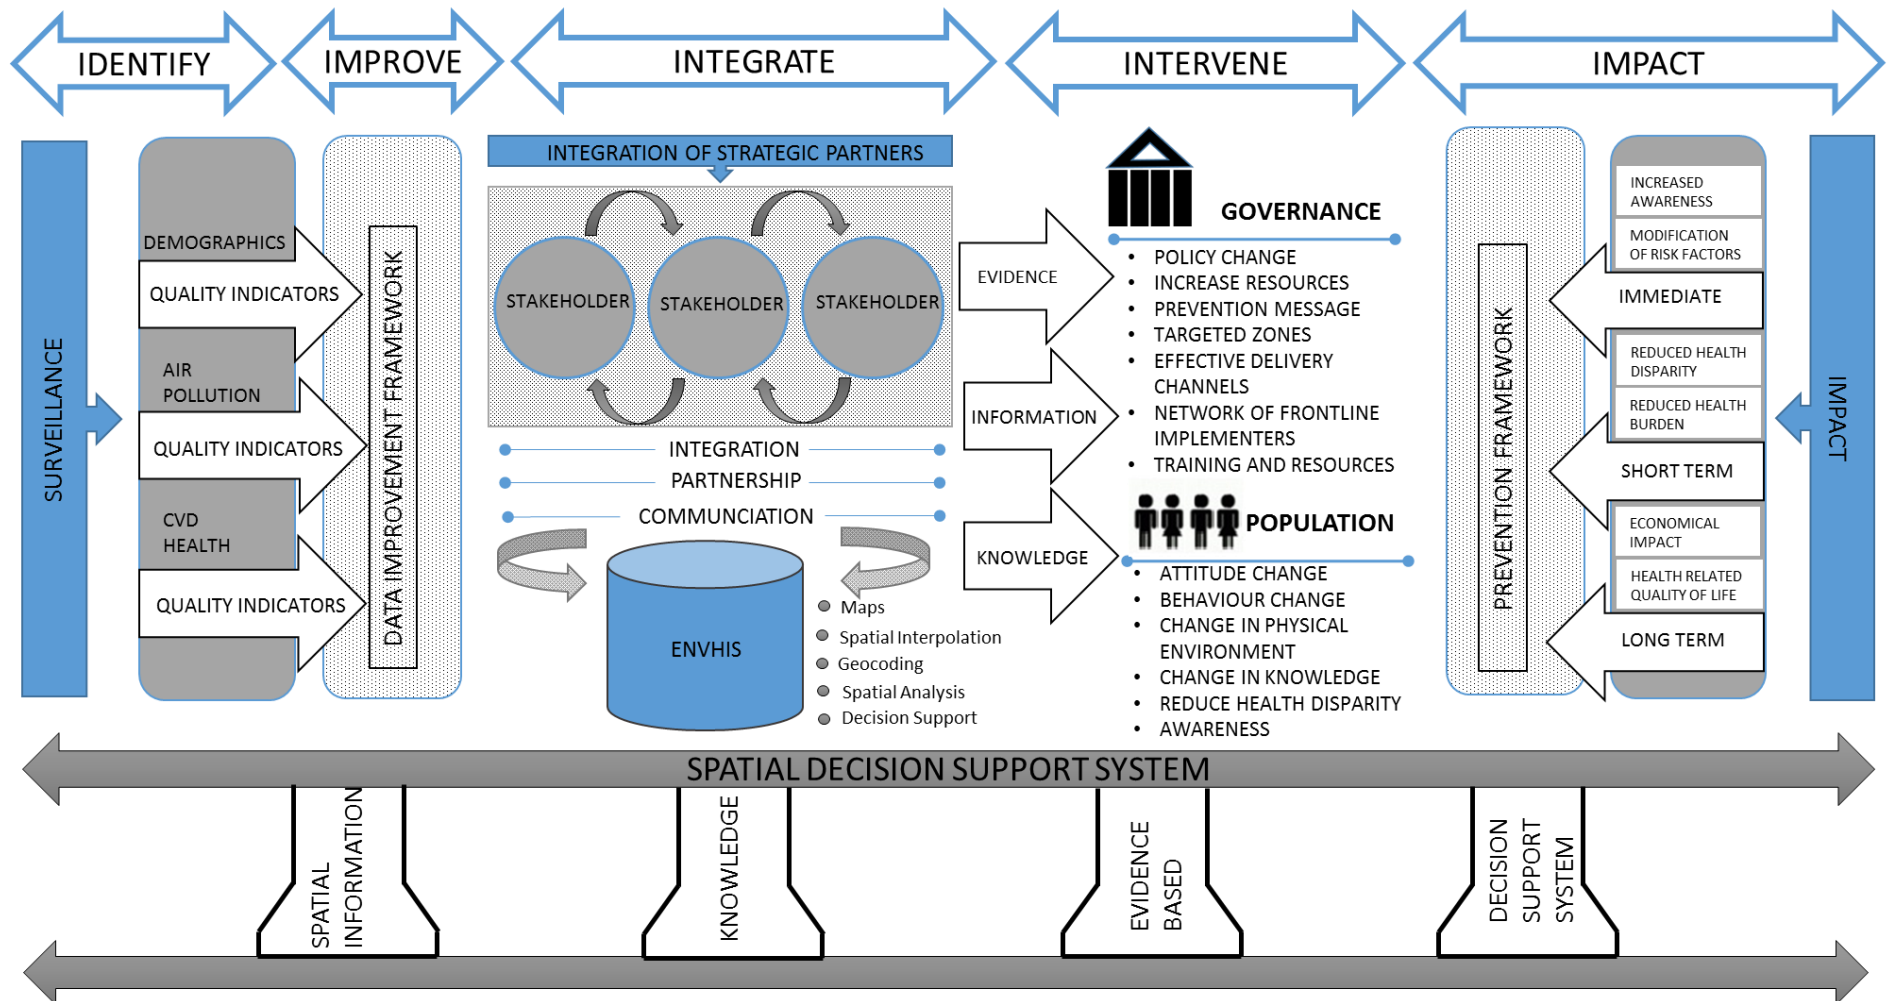 IDENTIFY
IMPROVE
INTEGRATE
INTERVENE
IMPACT
SURVEILLANCE
DEMOGRAPHICS
QUALITY INDICATORS
AIR
POLLUTION
QUALITY INDICATORS
CVD
HEALTH
QUALITY INDICATORS
DATA IMPROVEMENT FRAMEWORK
INTEGRATION OF STRATEGIC PARTNERS
STAKEHOLDER
STAKEHOLDER
STAKEHOLDER
INTEGRATION
PARTNERSHIP
COMMUNCIATION
ENVHIS
Maps
Spatial Interpolation
Geocoding
Spatial Analysis
Decision Support
EVIDENCE
INFORMATION
KNOWLEDGE
GOVERNANCE
• POLICY CHANGE
• INCREASE RESOURCES
• PREVENTION MESSAGE
• TARGETED ZONES
• EFFECTIVE DELIVERY
CHANNELS
• NETWORK OF FRONTLINE
IMPLEMENTERS
• TRAINING AND RESOURCES
POPULATION
• ATTITUDE CHANGE
• BEHAVIOUR CHANGE
• CHANGE IN PHYSICAL
ENVIRONMENT
• CHANGE IN KNOWLEDGE
• REDUCE HEALTH DISPARITY
• AWARENESS
PREVENTION FRAMEWORK
INCREASED
AWARENESS
MODIFICATION
OF RISK FACTORS
IMMEDIATE
REDUCED HEALTH
DISPARITY
REDUCED HEALTH
BURDEN
SHORT TERM
ECONOMICAL
IMPACT
HEALTH RELATED
QUALITY OF LIFE
LONG TERM
IMPACT
SPATIAL DECISION SUPPORT SYSTEM
SPATIAL
INFORMATION
KNOWLEDGE
EVIDENCE
BASED
DECISION
SUPPORT
SYSTEM